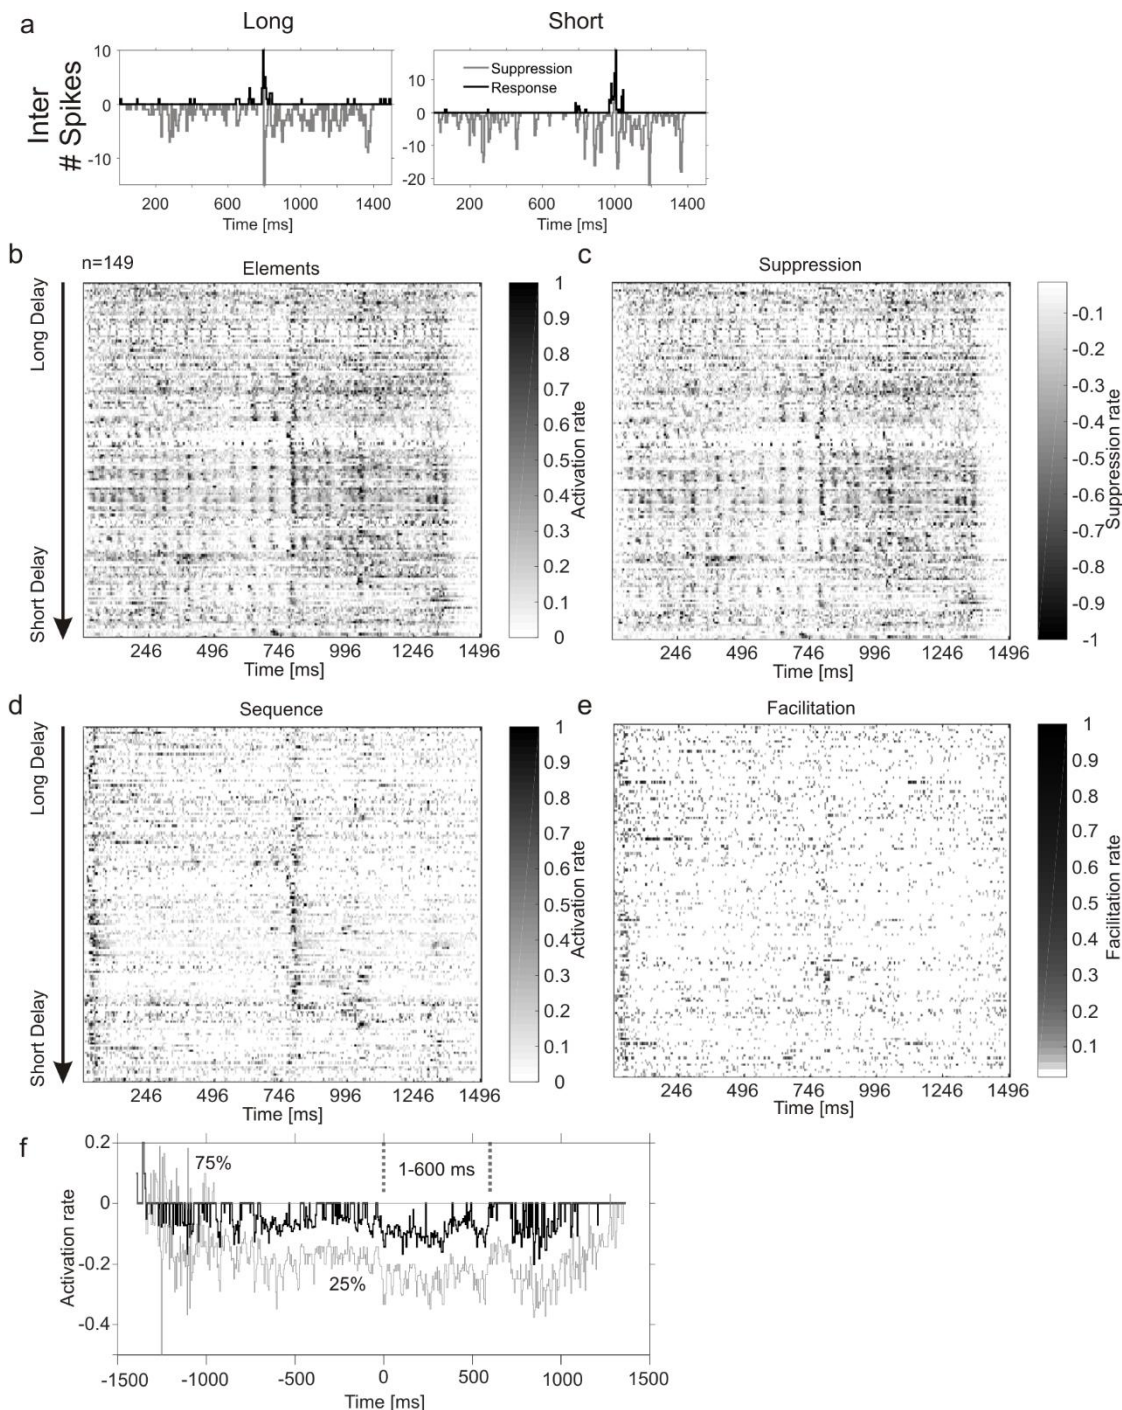 a
Long
Short
Inter
# Spikes
10
0
-10
200
600
1000
1400
Time [ms]
Suppression
Response
10
0
-10
-20
200
600
1000
1400
Time [ms]
b
n=149
Elements
Long Delay
Short Delay
246
496
746
996
1246
1496
Time [ms]
1
0.9
0.8
0.7
0.6
0.5
0.4
0.3
0.2
0.1
0
Activation rate
c
Suppression
246
496
746
996
1246
1496
Time [ms]
-0.1
-0.2
-0.3
-0.4
-0.5
-0.6
-0.7
-0.8
-0.9
-1
Suppression rate
d
Sequence
Long Delay
Short Delay
246
496
746
996
1246
1496
Time [ms]
1
0.9
0.8
0.7
0.6
0.5
0.4
0.3
0.2
0.1
0
Activation rate
e
Facilitation
246
496
746
996
1246
1496
Time [ms]
1
0.9
0.8
0.7
0.6
0.5
0.4
0.3
0.2
0.1
Facilitation rate
f
0.2
0
-0.2
-0.4
Activation rate
75%
1-600 ms
25%
-1500
-1000
-500
0
500
1000
1500
Time [ms]